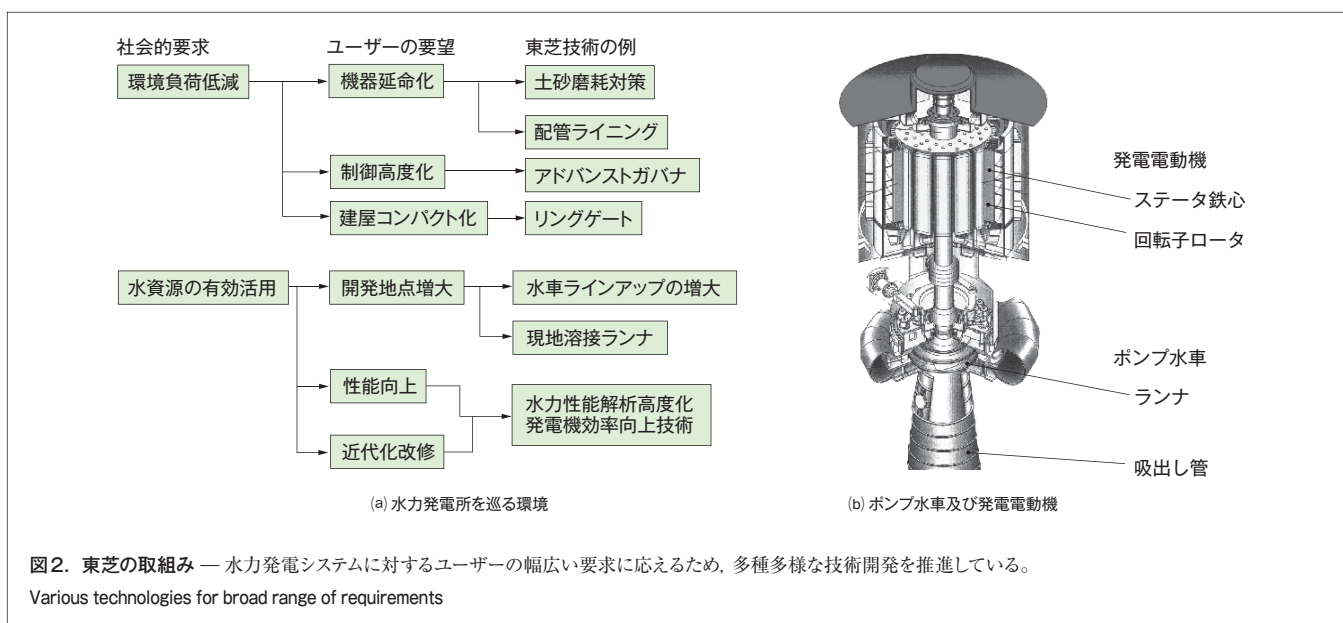 社会的要求
ユーザーの要望
東芝技術の例
環境負荷低減
機器延命化
土砂磨耗対策
配管ライニング
制御高度化
アドバンストガバナ
建屋コンパクト化
リングゲート
水資源の有効活用
開発地点増大
水車ラインアップの増大
現地溶接ランナ
性能向上
水力性能解析高度化
発電機効率向上技術
近代化改修
(a) 水力発電所を巡る環境
発電電動機
ステータ鉄心
回転子ロータ
ポンプ水車
ランナ
吸出し管
(b) ポンプ水車及び発電電動機
図2. 東芝の取組み — 水力発電システムに対するユーザーの幅広い要求に応えるため, 多種多様な技術開発を推進している。
Various technologies for broad range of requirements